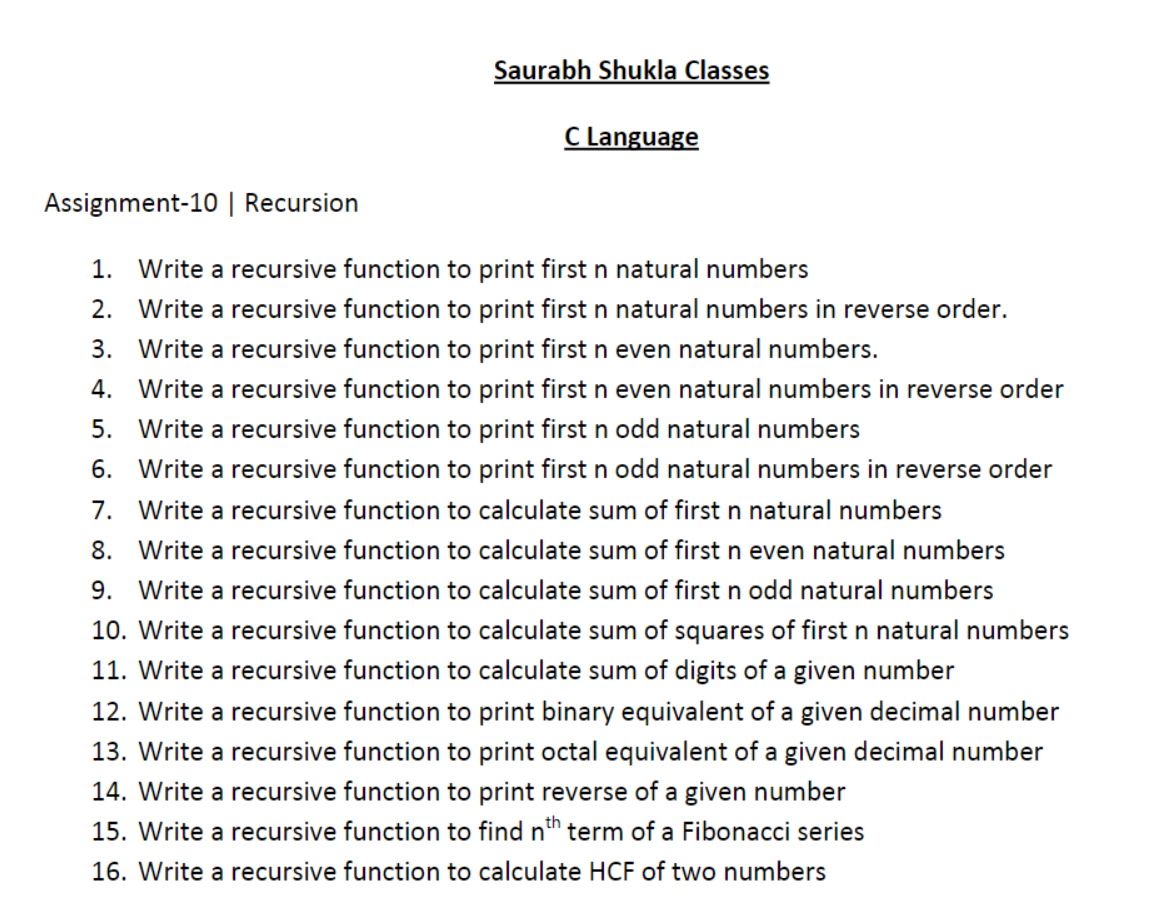 Saurabh Shukla Classes
C Language
Assignment-10 | Recursion
1. Write a recursive function to print first n natural numbers
2. Write a recursive function to print first n natural numbers in reverse order.
3. Write a recursive function to print first n even natural numbers.
4. Write a recursive function to print first n even natural numbers in reverse order
5. Write a recursive function to print first n odd natural numbers
6. Write a recursive function to print first n odd natural numbers in reverse order
7. Write a recursive function to calculate sum of first n natural numbers
8. Write a recursive function to calculate sum of first n even natural numbers
9. Write a recursive function to calculate sum of first n odd natural numbers
10. Write a recursive function to calculate sum of squares of first n natural numbers
11. Write a recursive function to calculate sum of digits of a given number
12. Write a recursive function to print binary equivalent of a given decimal number
13. Write a recursive function to print octal equivalent of a given decimal number
14. Write a recursive function to print reverse of a given number
15. Write a recursive function to find nth term of a Fibonacci series
16. Write a recursive function to calculate HCF of two numbers